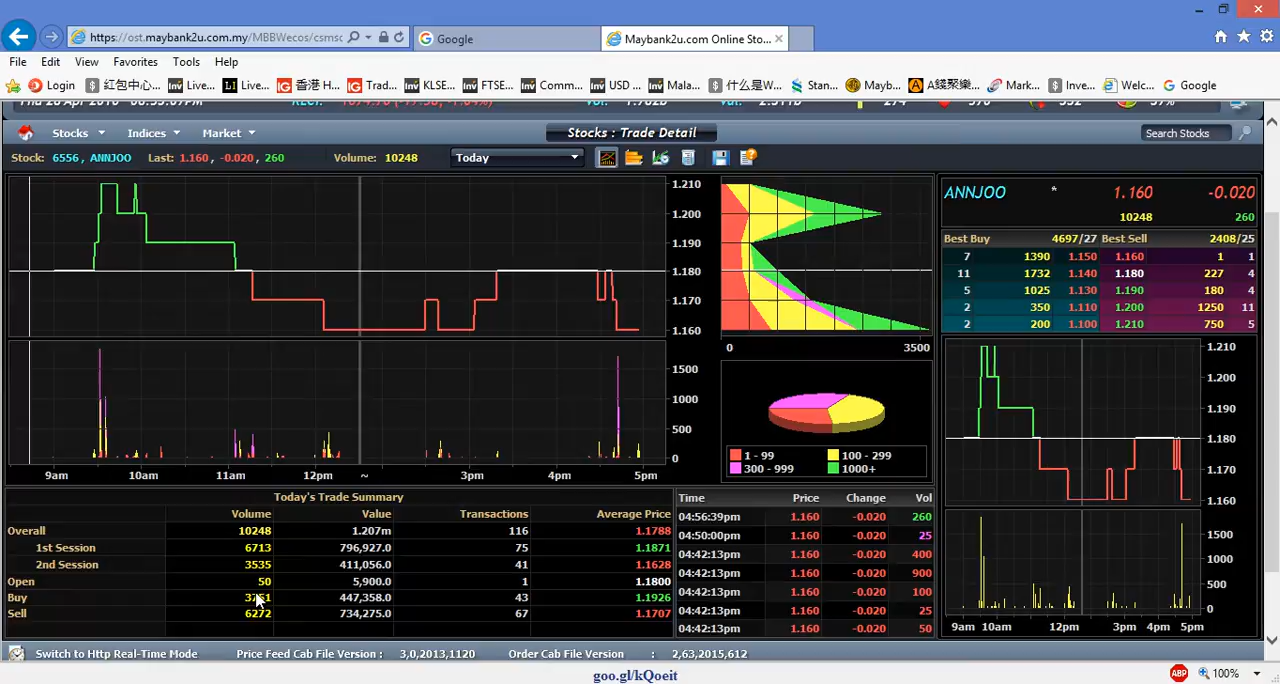 https://ost.maybank2u.com.my/MBBWecos/csmsc
Google
Maybank2u.com Online Sto...
File Edit View Favorites Tools Help
Login 紅包中心... Live... Live... 香港 H... Trad... KLSE... FTSE... Comm... USD ... Mala... 什么是W... Stan... Mayb... A錢聚樂... Mark... Inve... Welc... Google
Stocks Indices Market Stocks : Trade Detail Search Stocks
Stock: 6556, ANNJOO Last: 1.160, -0.020, 260 Volume: 10248 Today
1.210
1.200
1.190
1.180
1.170
1.160
0 3500
1500
1000
500
0
9am 10am 11am 12pm ~ 3pm 4pm 5pm
1 - 99 100 - 299
300 - 999 1000+
ANNJOO * 1.160 -0.020
10248 260
Best Buy 4697/27 Best Sell 2408/25
7 1390 1.150 1.160 1 1
11 1732 1.140 1.180 227 4
5 1025 1.130 1.190 180 4
2 350 1.110 1.200 1250 11
2 200 1.100 1.210 750 5
1.210
1.200
1.190
1.180
1.170
1.160
1500
1000
500
0
9am 10am 12pm 3pm 4pm 5pm
Today's Trade Summary
Volume Value Transactions Average Price
Overall 10248 1.207m 116 1.1788
1st Session 6713 796,927.0 75 1.1871
2nd Session 3535 411,056.0 41 1.1628
Open 50 5,900.0 1 1.1800
Buy 447,358.0 43 1.1926
Sell 6272 734,275.0 67 1.1707
Time Price Change Vol
04:56:39pm 1.160 -0.020 260
04:50:00pm 1.160 -0.020 25
04:42:13pm 1.160 -0.020 400
04:42:13pm 1.160 -0.020 900
04:42:13pm 1.160 -0.020 100
04:42:13pm 1.160 -0.020 25
04:42:13pm 1.160 -0.020 50
Switch to Http Real-Time Mode Price Feed Cab File Version : 3,0,2013,1120 Order Cab File Version : 2,63,2015,612
goo.gl/kQoeit
ABP 100%